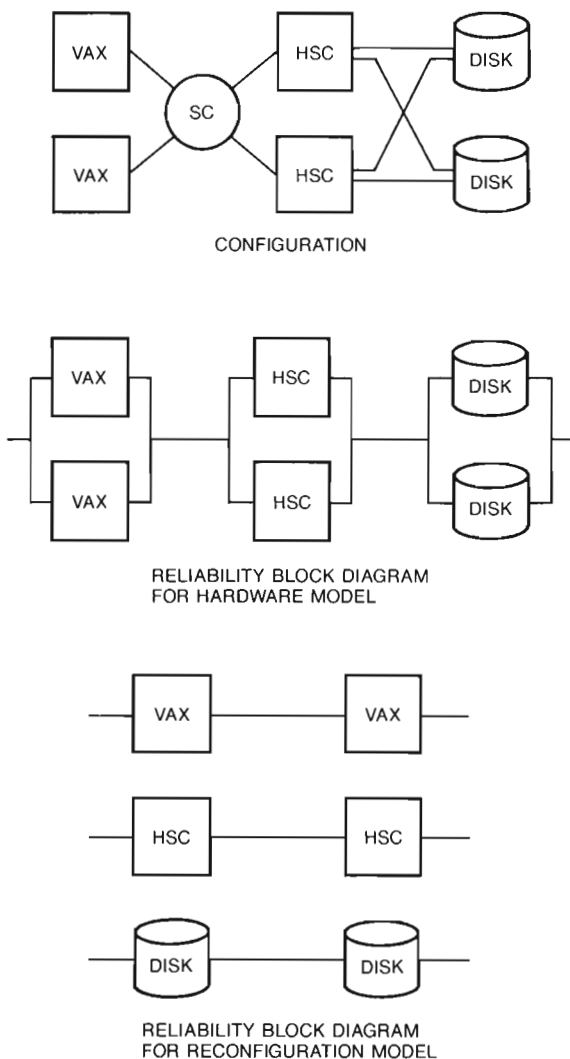 VAX
HSC
DISK
SC
VAX
HSC
DISK
CONFIGURATION
VAX
HSC
DISK
VAX
HSC
DISK
RELIABILITY BLOCK DIAGRAM
FOR HARDWARE MODEL
VAX
VAX
HSC
HSC
DISK
DISK
RELIABILITY BLOCK DIAGRAM
FOR RECONFIGURATION MODEL